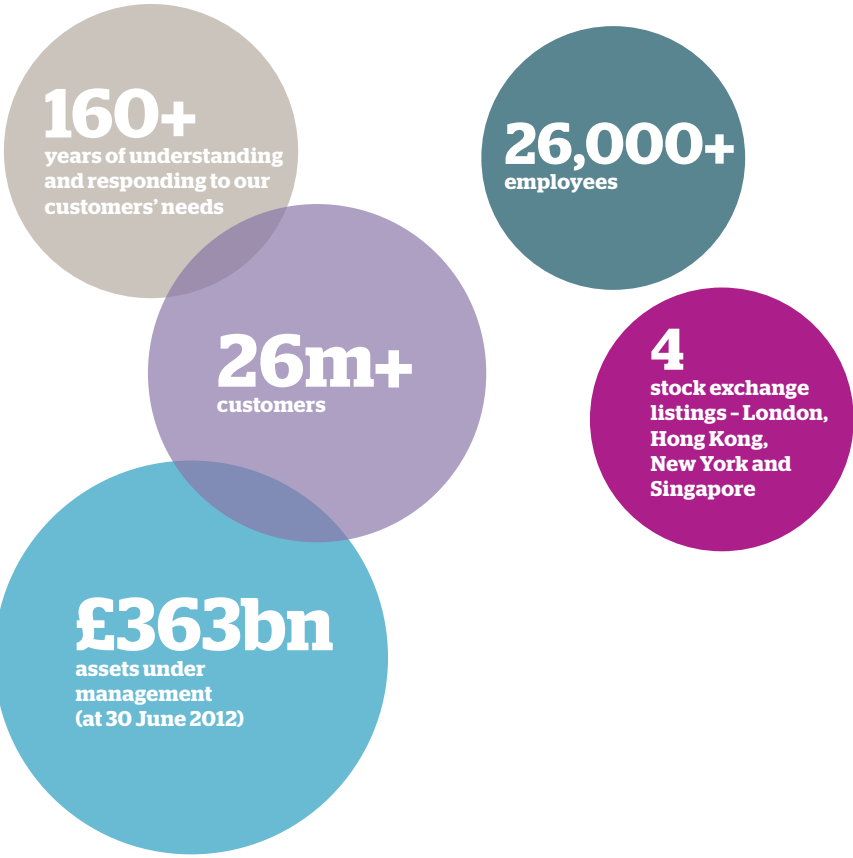 160+
years of understanding
and responding to our
customers’ needs
26,000+
employees
26m+
customers
4
stock exchange
listings – London,
Hong Kong,
New York and
Singapore
£363bn
assets under
management
(at 30 June 2012)